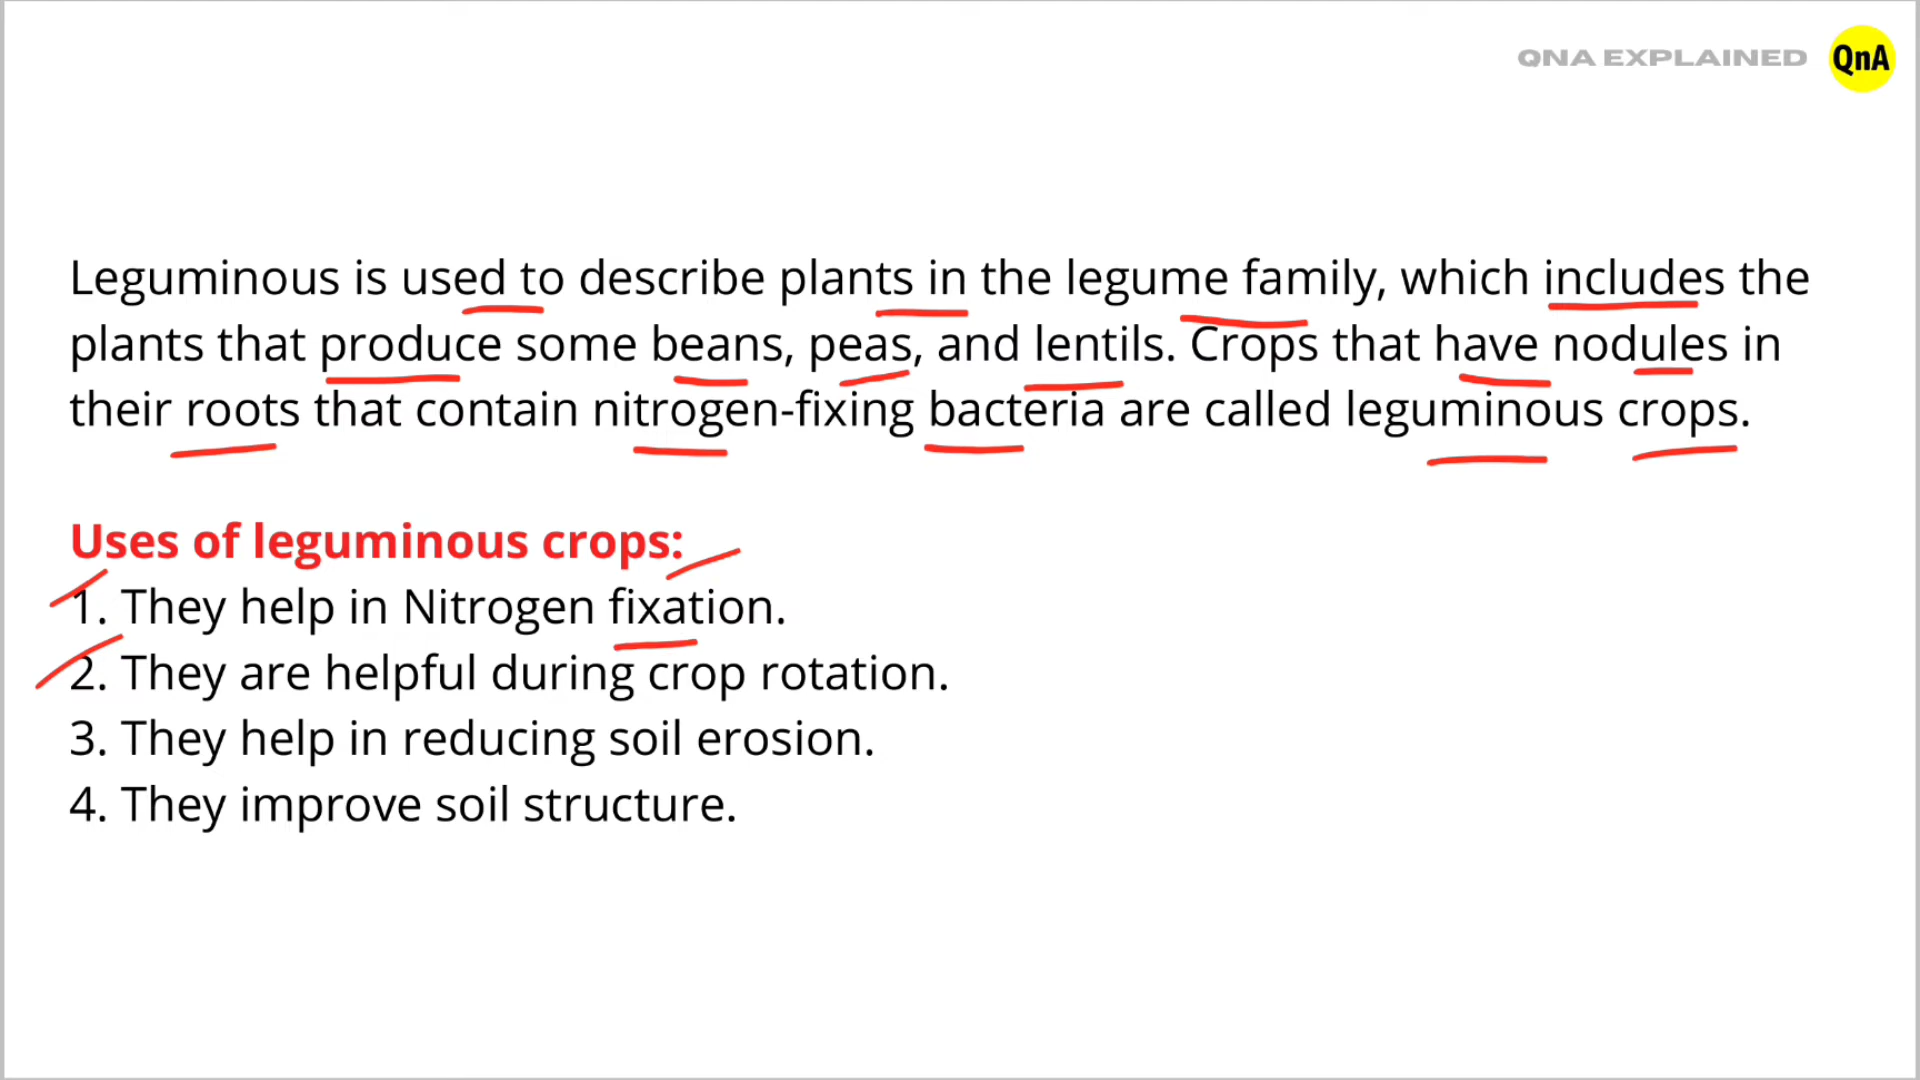 QNA EXPLAINED QnA
Leguminous is used to describe plants in the legume family, which includes the
plants that produce some beans, peas, and lentils. Crops that have nodules in
their roots that contain nitrogen-fixing bacteria are called leguminous crops.
Uses of leguminous crops:
1. They help in Nitrogen fixation.
2. They are helpful during crop rotation.
3. They help in reducing soil erosion.
4. They improve soil structure.